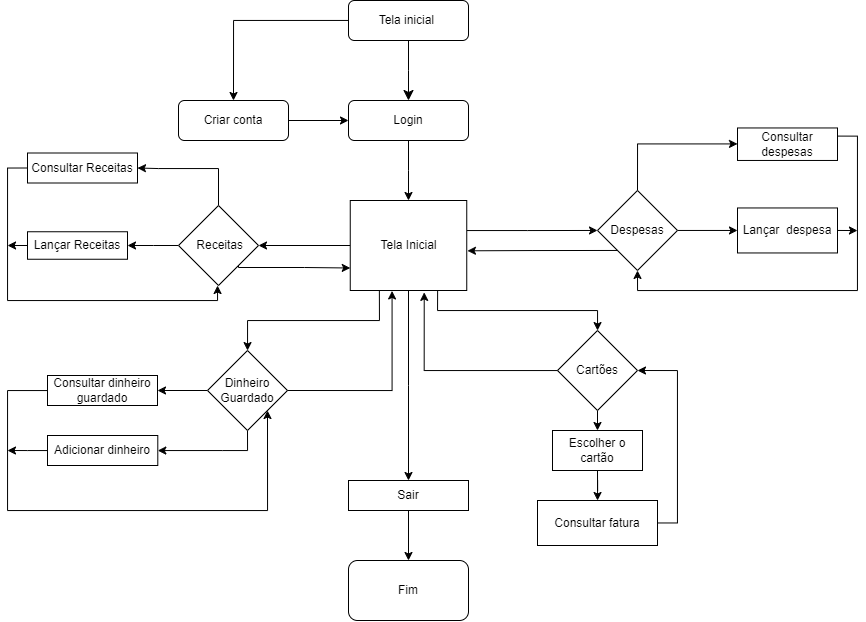 Tela inicial
Criar conta
Login
Consultar Receitas
Consultar
despesas
Lançar Receitas
Receitas
Tela Inicial
Despesas
Lançar despesa
Dinheiro
Guardado
Consultar dinheiro
guardado
Adicionar dinheiro
Cartões
Escolher o
cartão
Consultar fatura
Sair
Fim